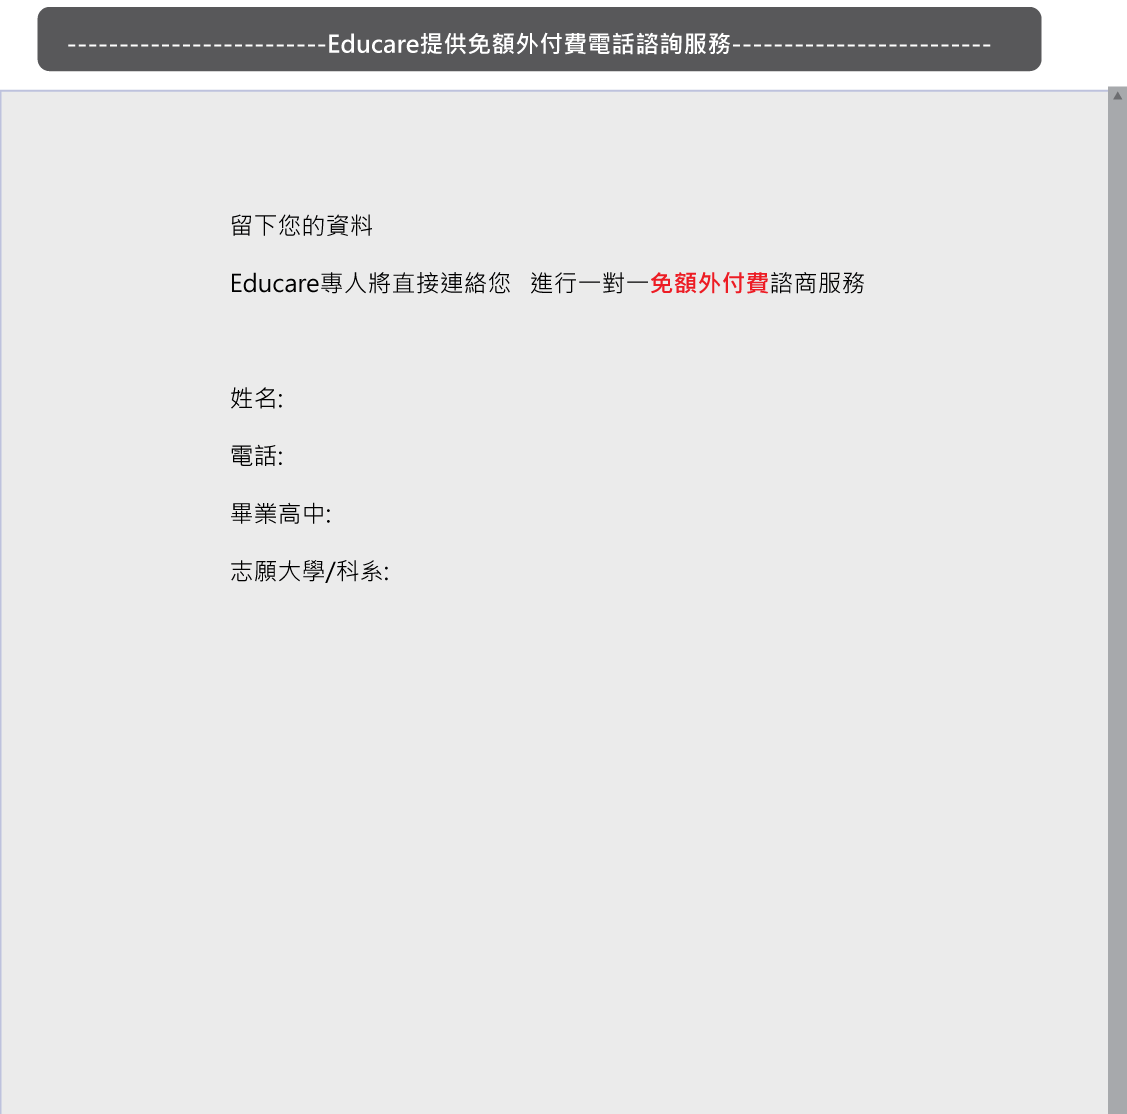 -------------------------Educare提供免額外付費電話諮詢服務-------------------------
留下您的資料
Educare專人將直接連絡您 進行一對一免額外付費諮商服務
姓名:
電話:
畢業高中:
志願大學/科系: